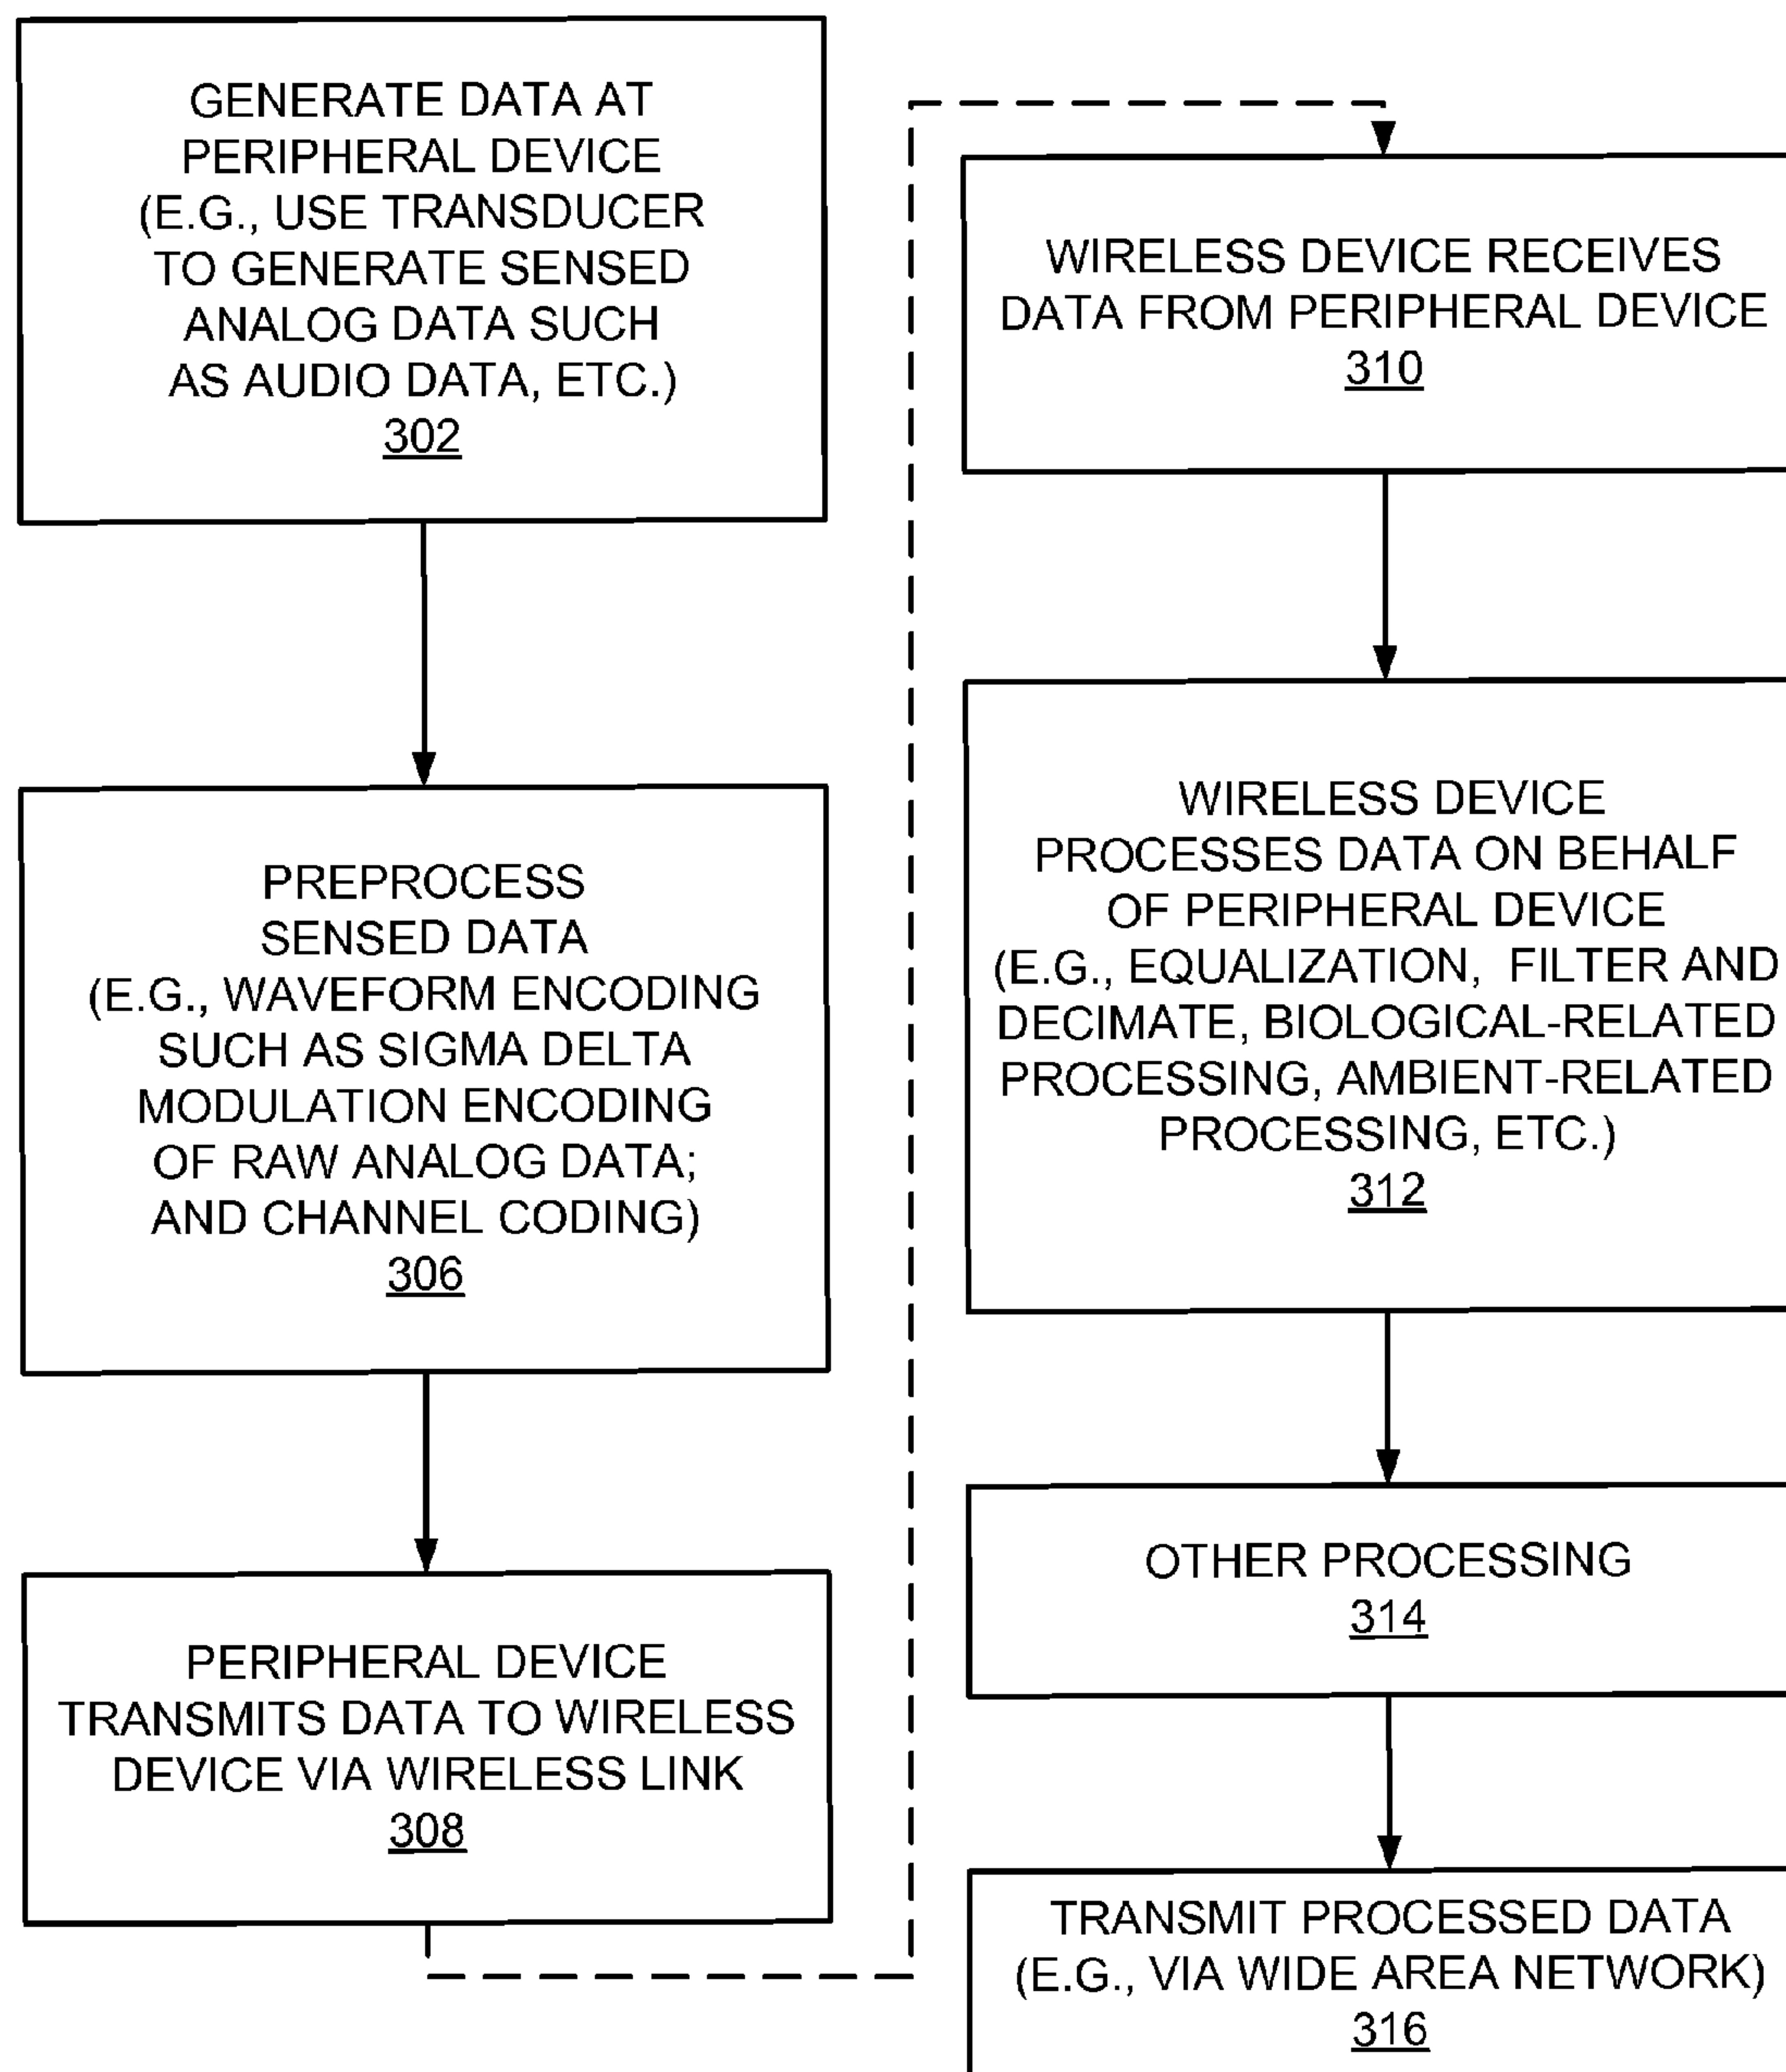 GENERATE DATA AT
PERIPHERAL DEVICE
(E.G., USE TRANSDUCER
TO GENERATE SENSED
ANALOG DATA SUCH
AS AUDIO DATA, ETC.)
302
PREPROCESS
SENSED DATA
(E.G., WAVEFORM ENCODING
SUCH AS SIGMA DELTA
MODULATION ENCODING
OF RAW ANALOG DATA;
AND CHANNEL CODING)
306
PERIPHERAL DEVICE
TRANSMITS DATA TO WIRELESS
DEVICE VIA WIRELESS LINK
308
WIRELESS DEVICE RECEIVES
DATA FROM PERIPHERAL DEVICE
310
WIRELESS DEVICE
PROCESSES DATA ON BEHALF
OF PERIPHERAL DEVICE
(E.G., EQUALIZATION, FILTER AND
DECIMATE, BIOLOGICAL-RELATED
PROCESSING, AMBIENT-RELATED
PROCESSING, ETC.)
312
OTHER PROCESSING
314
TRANSMIT PROCESSED DATA
(E.G., VIA WIDE AREA NETWORK)
316